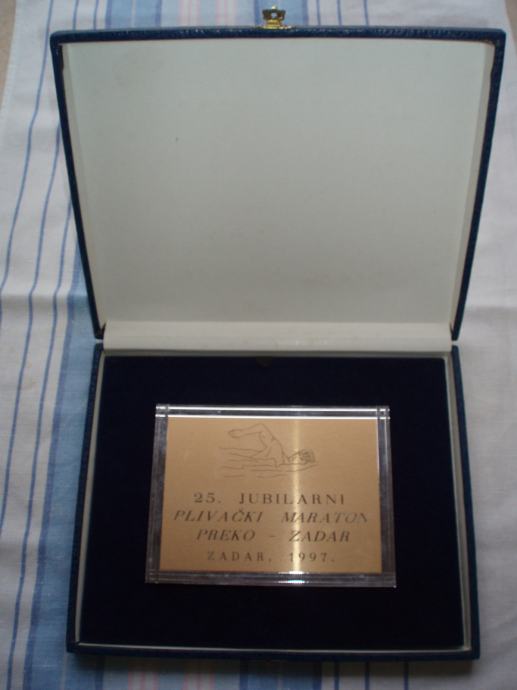 25. JUBILARNI
PLIVAČKI MARATON
PREKO - ZADAR
ZADAR, 1997.